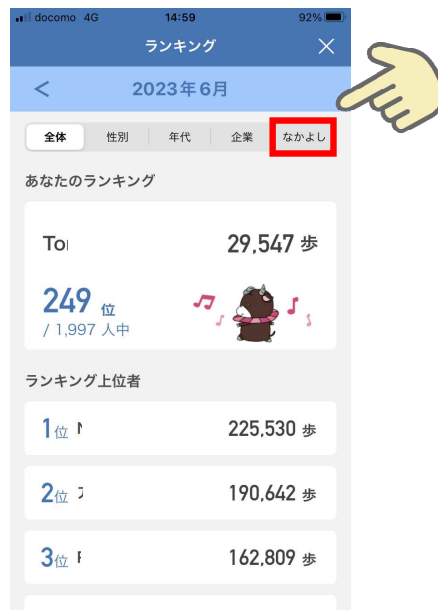 docomo 4G 14:59 92%
ランキング
2023年6月
全体 性別 年代 企業 なかよし
あなたのランキング
29,547 歩
249 位
/ 1,997 人中
ランキング上位者
1位 225,530 歩
2位 190,642 歩
3位 162,809 歩